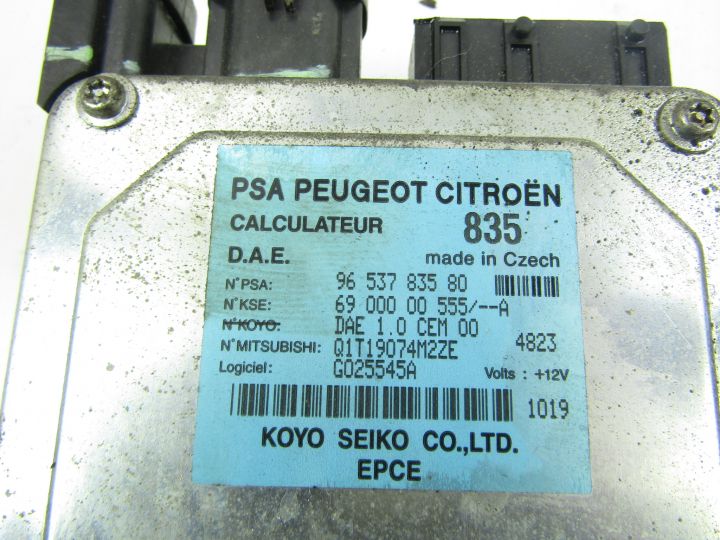 PSA PEUGEOT CITROËN
CALCULATEUR 835
D.A.E. made in Czech
N°PSA: 96 537 835 80
N°KSE: 69 000 00 555/--A
N°KOYO: DAE 1.0 CEM 00
N°MITSUBISHI: Q1T19074M2ZE 4823
Logiciel: G025545A Volts : +12V
1019
KOYO SEIKO CO.,LTD.
EPCE